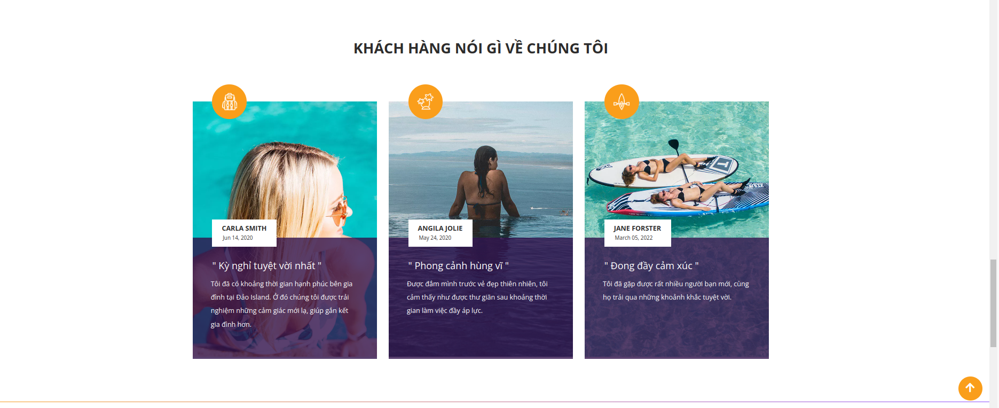 KHÁCH HÀNG NÓI GÌ VỀ CHÚNG TÔI
CARLA SMITH
Jun 14, 2020
" Kỳ nghỉ tuyệt vời nhất "
Tôi đã có khoảng thời gian hạnh phúc bên gia
đình tại Đảo Island. Ở đó chúng tôi được trải
nghiệm những cảm giác mới lạ, giúp gắn kết
gia đình hơn.
ANGILA JOLIE
May 24, 2020
" Phong cảnh hùng vĩ "
Được đắm mình trước vẻ đẹp thiên nhiên, tôi
cảm thấy như được thư giãn sau khoảng thời
gian làm việc đầy áp lực.
JANE FORSTER
March 05, 2022
" Đong đầy cảm xúc "
Tôi đã gặp được rất nhiều người bạn mới, cùng
họ trải qua những khoảnh khắc tuyệt vời.